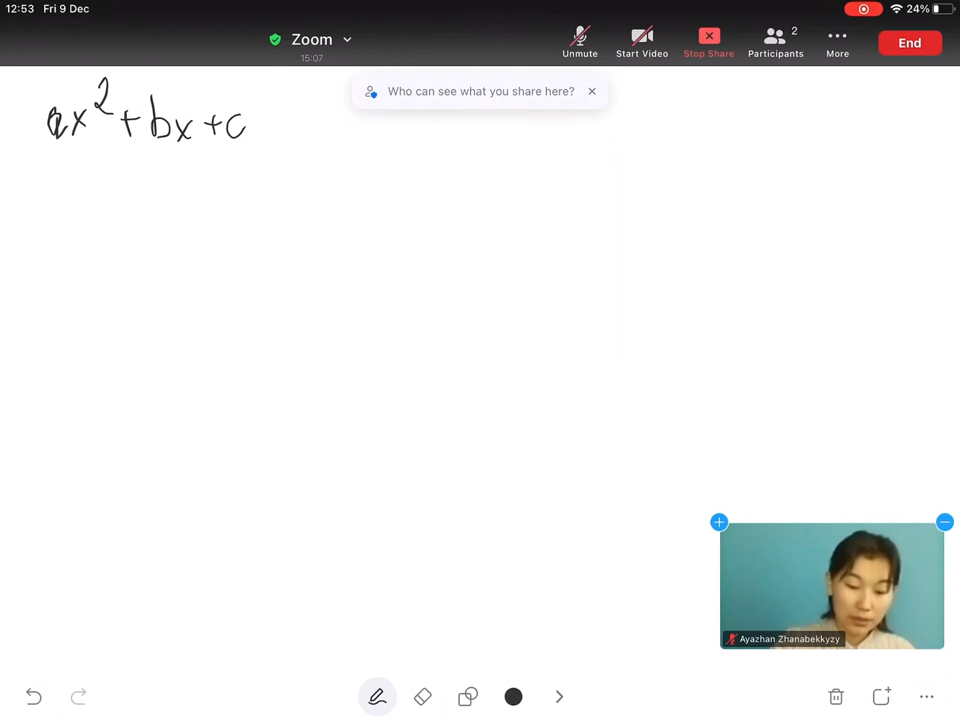 12:53 Fri 9 Dec
24%
Zoom
15:07
Unmute
Start Video
Stop Share
Participants
2
More
End
Who can see what you share here?
ax² + bx + c
Ayazhan Zhanabekkyzy